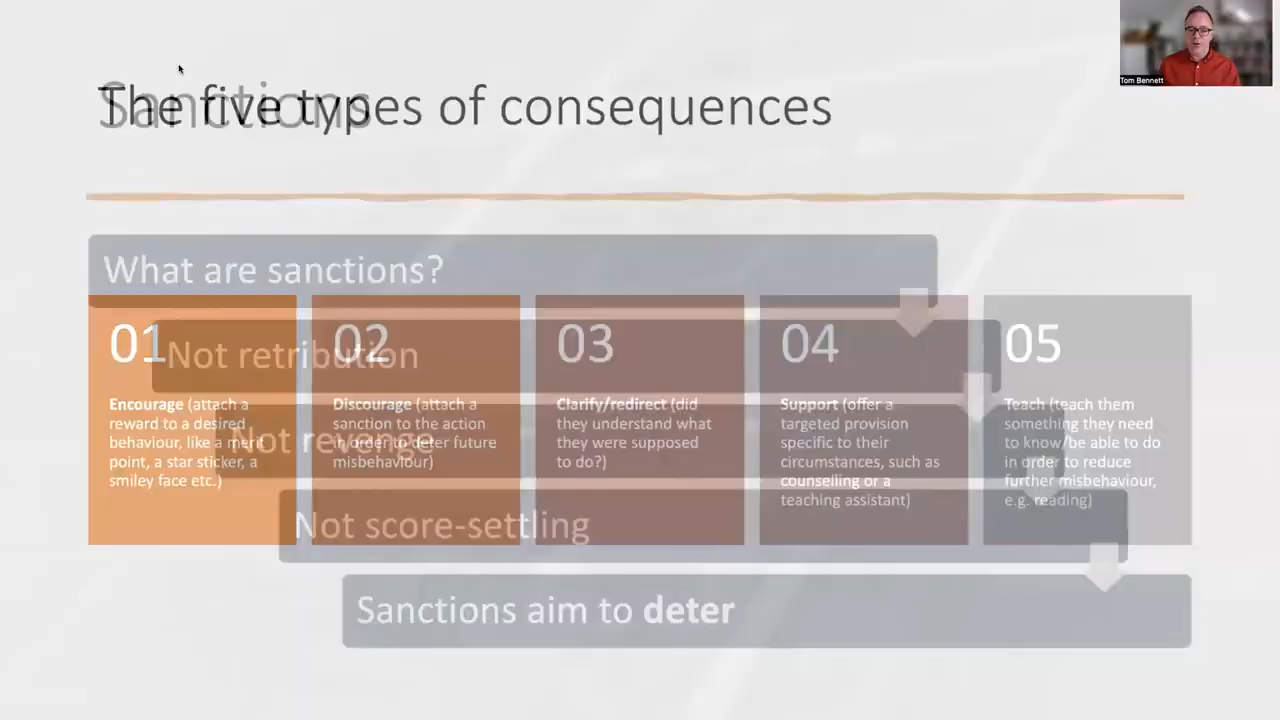 Tom Bennett
The five types of consequences
Sanctions
What are sanctions?
Not retribution
Not revenge
Not score-settling
Sanctions aim to deter
01
Encourage (attach a
reward to a desired
behaviour, like a merit
point, a star sticker, a
smiley face etc.)
02
Discourage (attach a
sanction to the action
in order to deter future
misbehaviour)
03
Clarify/redirect (did
they understand what
they were supposed
to do?)
04
Support (offer a
targeted provision
specific to their
circumstances, such as
counselling or a
teaching assistant)
05
Teach (teach them
something they need
to know/be able to do
in order to reduce
further misbehaviour,
e.g. reading)